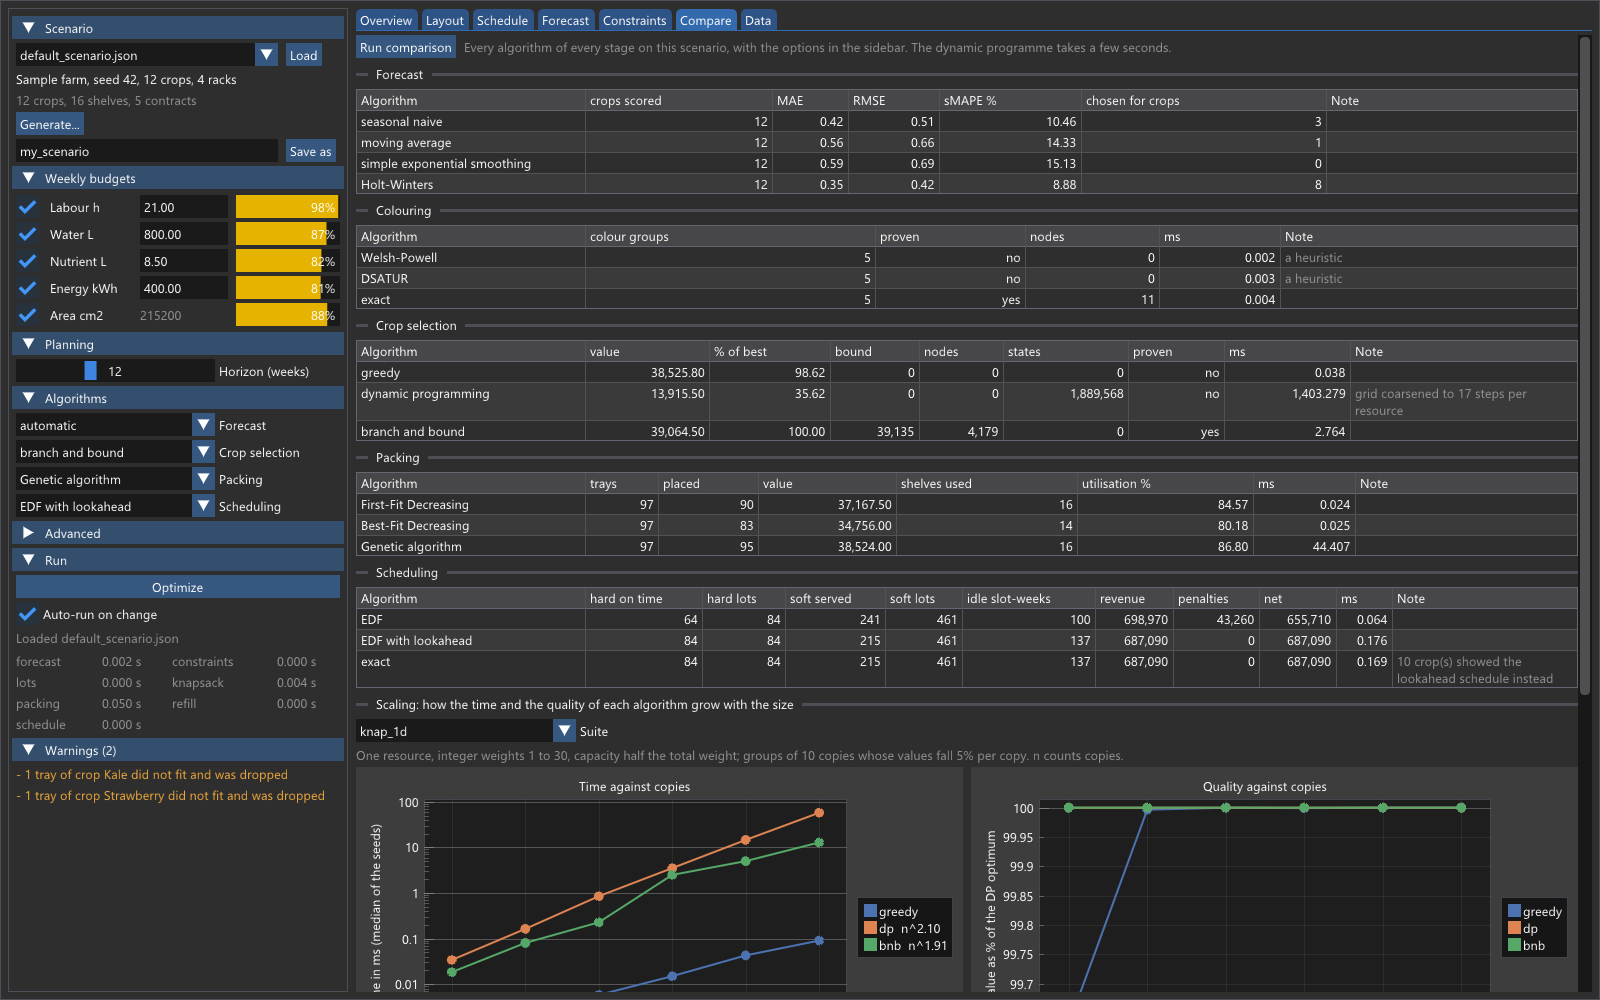 Scenario
default_scenario.json
Load
Sample farm, seed 42, 12 crops, 4 racks
12 crops, 16 shelves, 5 contracts
Generate...
my_scenario
Save as
Weekly budgets
Labour h 21.00 98%
Water L 800.00 87%
Nutrient L 8.50 82%
Energy kWh 400.00 81%
Area cm2 215200 88%
Planning
12 Horizon (weeks)
Algorithms
automatic Forecast
branch and bound Crop selection
Genetic algorithm Packing
EDF with lookahead Scheduling
Advanced
Run
Optimize
Auto-run on change
Loaded default_scenario.json
forecast 0.002 s constraints 0.000 s
lots 0.000 s knapsack 0.004 s
packing 0.050 s refill 0.000 s
schedule 0.000 s
Warnings (2)
- 1 tray of crop Kale did not fit and was dropped
- 1 tray of crop Strawberry did not fit and was dropped
Overview Layout Schedule Forecast Constraints Compare Data
Run comparison Every algorithm of every stage on this scenario, with the options in the sidebar. The dynamic programme takes a few seconds.
Forecast
Algorithm crops scored MAE RMSE sMAPE % chosen for crops Note
seasonal naive 12 0.42 0.51 10.46 3
moving average 12 0.56 0.66 14.33 1
simple exponential smoothing 12 0.59 0.69 15.13 0
Holt-Winters 12 0.35 0.42 8.88 8
Colouring
Algorithm colour groups proven nodes ms Note
Welsh-Powell 5 no 0 0.002 a heuristic
DSATUR 5 no 0 0.003 a heuristic
exact 5 yes 11 0.004
Crop selection
Algorithm value % of best bound nodes states proven ms Note
greedy 38,525.80 98.62 0 0 0 no 0.038
dynamic programming 13,915.50 35.62 0 0 1,889,568 no 1,403.279 grid coarsened to 17 steps per
resource
branch and bound 39,064.50 100.00 39,135 4,179 0 yes 2.764
Packing
Algorithm trays placed value shelves used utilisation % ms Note
First-Fit Decreasing 97 90 37,167.50 16 84.57 0.024
Best-Fit Decreasing 97 83 34,756.00 14 80.18 0.025
Genetic algorithm 97 95 38,524.00 16 86.80 44.407
Scheduling
Algorithm hard on time hard lots soft served soft lots idle slot-weeks revenue penalties net ms Note
EDF 64 84 241 461 100 698,970 43,260 655,710 0.064
EDF with lookahead 84 84 215 461 137 687,090 0 687,090 0.176
exact 84 84 215 461 137 687,090 0 687,090 0.169 10 crop(s) showed the
lookahead schedule instead
Scaling: how the time and the quality of each algorithm grow with the size
knap_1d Suite
One resource, integer weights 1 to 30, capacity half the total weight; groups of 10 copies whose values fall 5% per copy. n counts copies.
Time against copies
100
10
1
0.1
0.01
e in ms (median of the seeds)
greedy
dp n^2.10
bnb n^1.91
Quality against copies
100
99.95
99.9
99.85
99.8
99.75
99.7
alue as % of the DP optimum
greedy
dp
bnb